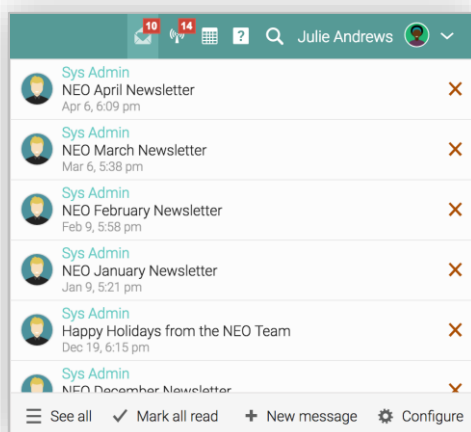 10 14
? Julie Andrews
Sys Admin
NEO April Newsletter
Apr 6, 6:09 pm
Sys Admin
NEO March Newsletter
Mar 6, 5:38 pm
Sys Admin
NEO February Newsletter
Feb 9, 5:58 pm
Sys Admin
NEO January Newsletter
Jan 9, 5:21 pm
Sys Admin
Happy Holidays from the NEO Team
Dec 19, 6:15 pm
Sys Admin
NEO December Newsletter
See all Mark all read New message Configure